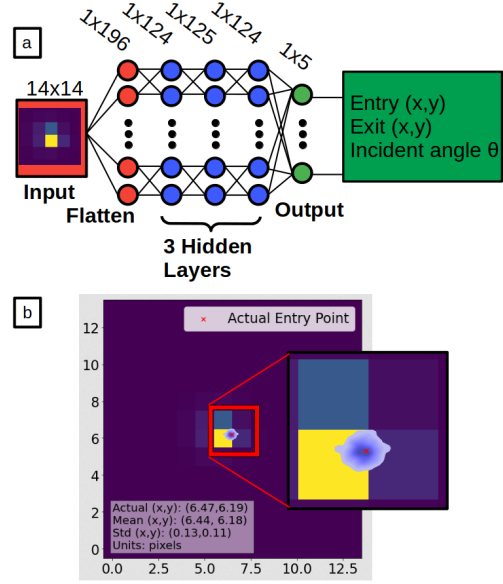 a
1x196
1x124
1x125
1x124
1x5
14x14
Input
Flatten
3 Hidden
Layers
Output
Entry (x,y)
Exit (x,y)
Incident angle θ
b
Actual Entry Point
12
10
8
6
4
2
0
Actual (x,y): (6.47,6.19)
Mean (x,y): (6.44, 6.18)
Std (x,y): (0.13,0.11)
Units: pixels
0.0 2.5 5.0 7.5 10.0 12.5